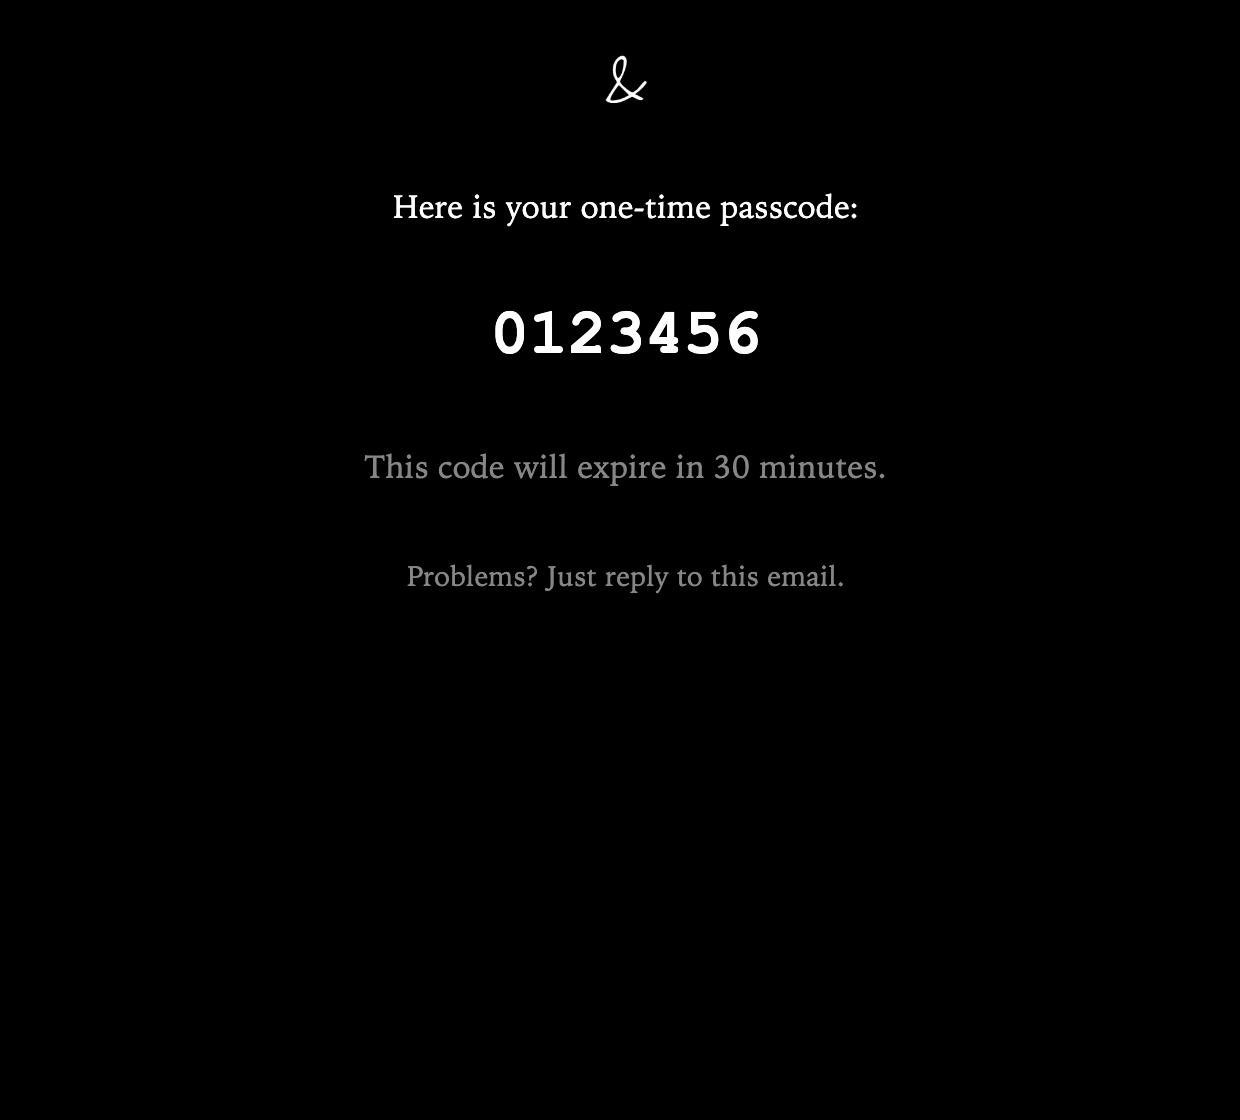 &
Here is your one-time passcode:
0123456
This code will expire in 30 minutes.
Problems? Just reply to this email.